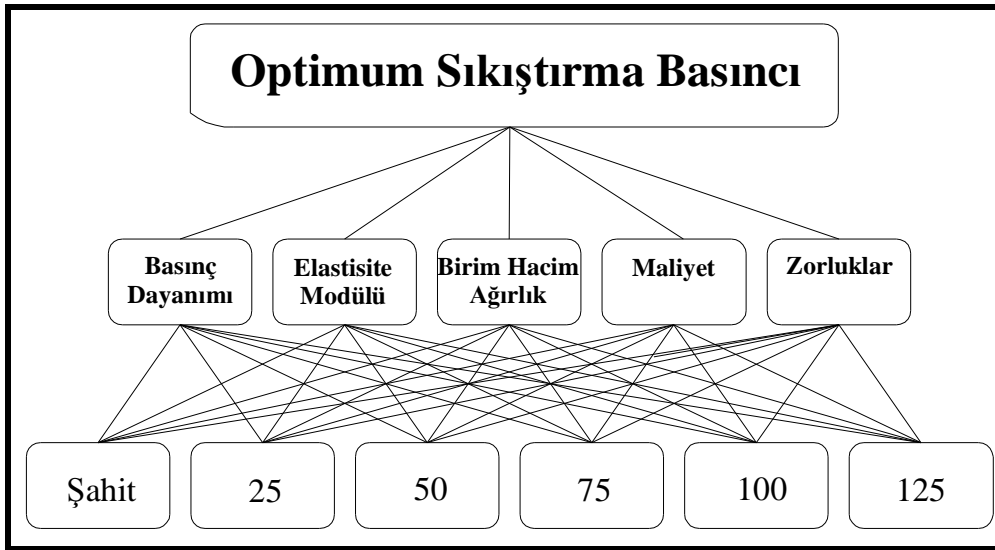 Optimum Sıkıştırma Basıncı
Basınç
Dayanımı
Elastisite
Modülü
Birim Hacim
Ağırlık
Maliyet
Zorluklar
Şahit
25
50
75
100
125